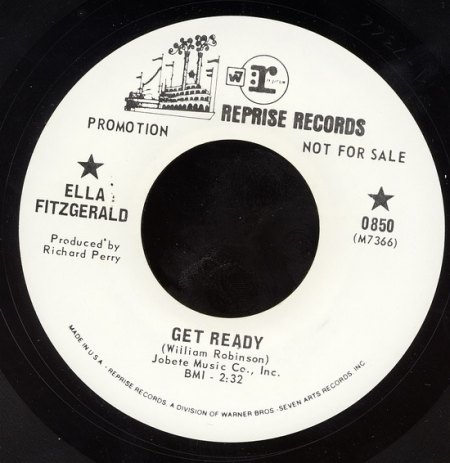 REPRISE RECORDS
PROMOTION
NOT FOR SALE
ELLA
FITZGERALD
0850
(M7366)
Produced by
Richard Perry
GET READY
(William Robinson)
Jobete Music Co., Inc.
BMI - 2:32
MADE IN U.S.A. - REPRISE RECORDS, A DIVISION OF WARNER BROS. - SEVEN ARTS RECORDS, INC.